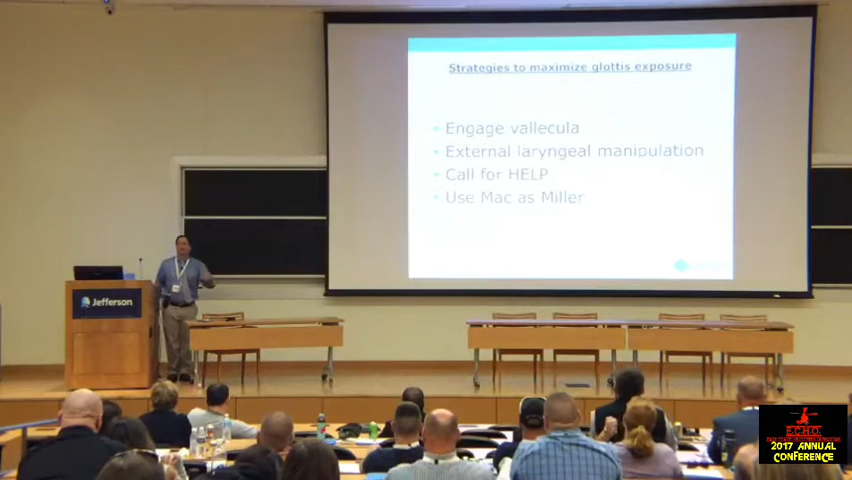 Strategies to maximize glottis exposure
Engage vallecula
External laryngeal manipulation
Call for HELP
Use Mac as Miller
Jefferson
E.C.H.O.
2017 ANNUAL
CONFERENCE